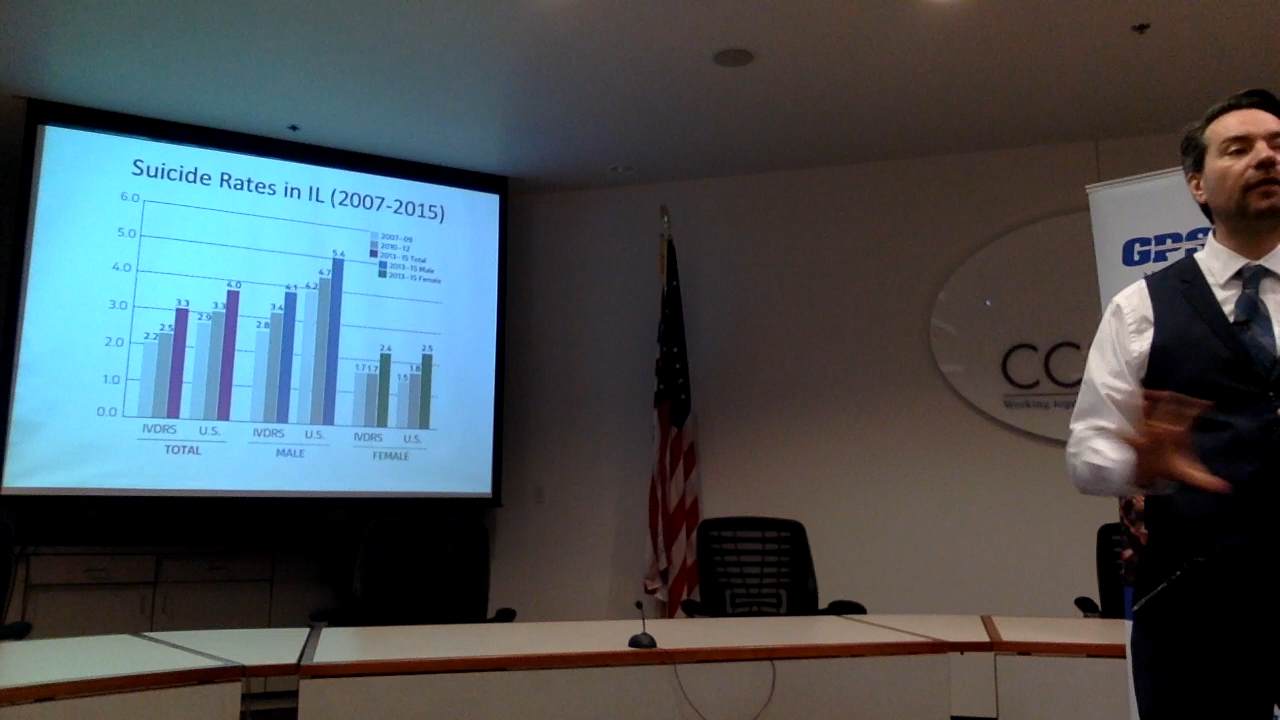 Suicide Rates in IL (2007-2015)
6.0
5.0
4.0
3.0
2.0
1.0
0.0
2007-09
2010-12
2013-15 Total
2013-15 Male
2013-15 Female
2.2 2.5 3.3
2.9 3.3 4.0
2.8 3.4 4.1
4.2 4.7 5.4
1.7 1.7 2.4
1.5 1.8 2.5
IVDRS U.S. IVDRS U.S. IVDRS U.S.
TOTAL MALE FEMALE
CC
Working